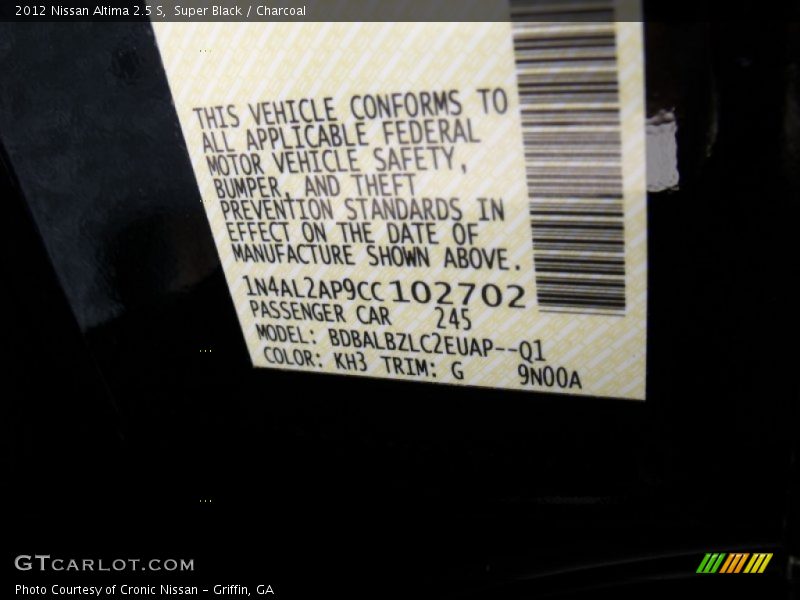 2012 Nissan Altima 2.5 S, Super Black / Charcoal
THIS VEHICLE CONFORMS TO
ALL APPLICABLE FEDERAL
MOTOR VEHICLE SAFETY,
BUMPER, AND THEFT
PREVENTION STANDARDS IN
EFFECT ON THE DATE OF
MANUFACTURE SHOWN ABOVE.
1N4AL2AP9CC102702
PASSENGER CAR 245
MODEL: BDBALBZLC2EUAP--Q1
COLOR: KH3 TRIM: G 9N00A
GTCARLOT.COM
Photo Courtesy of Cronic Nissan - Griffin, GA